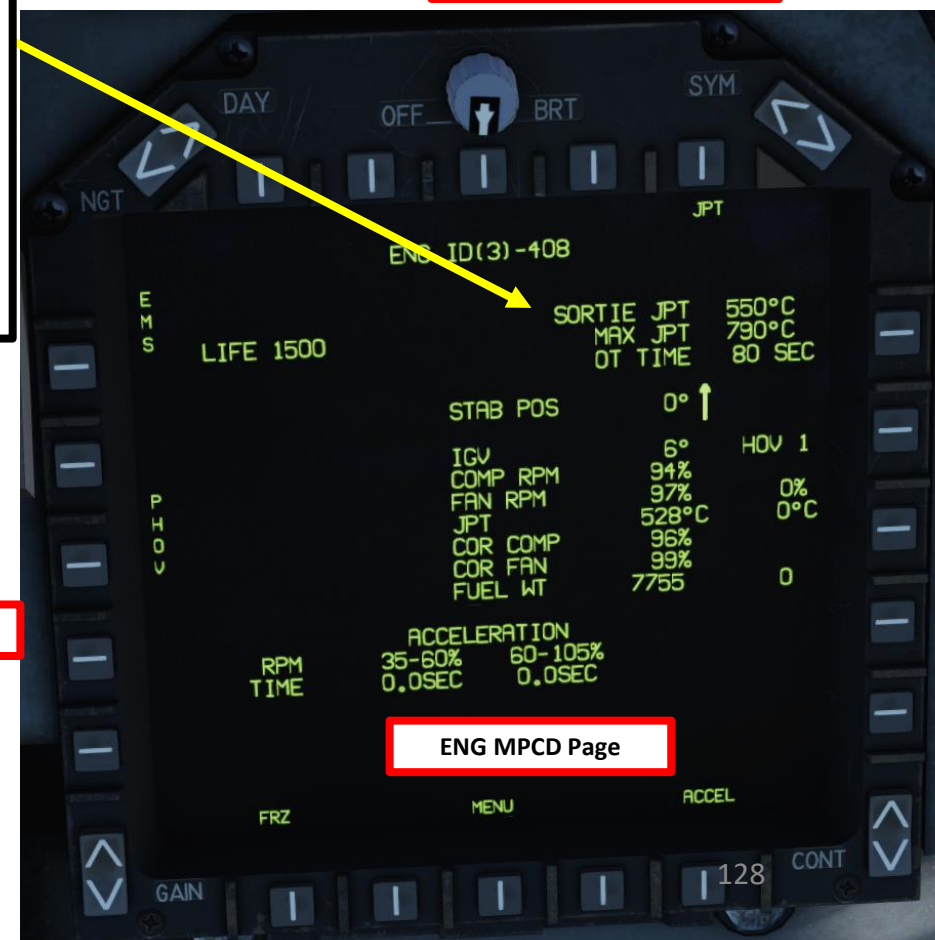 DAY
OFF
BRT
SYM
NGT
JPT
ENG ID(3)-408
EMS
SORTIE JPT 550°C
MAX JPT 790°C
LIFE 1500
OT TIME 80 SEC
STAB POS 0°
IGV 6° HOV 1
COMP RPM 94%
FAN RPM 97% 0%
JPT 528°C 0°C
PHOV
COR COMP 96%
COR FAN 99%
FUEL WT 7755 0
ACCELERATION
RPM 35-60% 60-105%
TIME 0.0SEC 0.0SEC
ENG MPCD Page
FRZ
MENU
ACCEL
128
GAIN
CONT